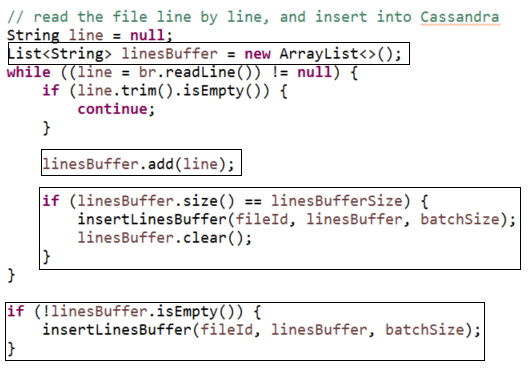 // read the file line by line, and insert into Cassandra
String line = null;
List<String> linesBuffer = new ArrayList<>();
while ((line = br.readLine()) != null) {
    if (line.trim().isEmpty()) {
        continue;
    }
    linesBuffer.add(line);
    if (linesBuffer.size() == linesBufferSize) {
        insertLinesBuffer(fileId, linesBuffer, batchSize);
        linesBuffer.clear();
    }
}
if (!linesBuffer.isEmpty()) {
    insertLinesBuffer(fileId, linesBuffer, batchSize);
}